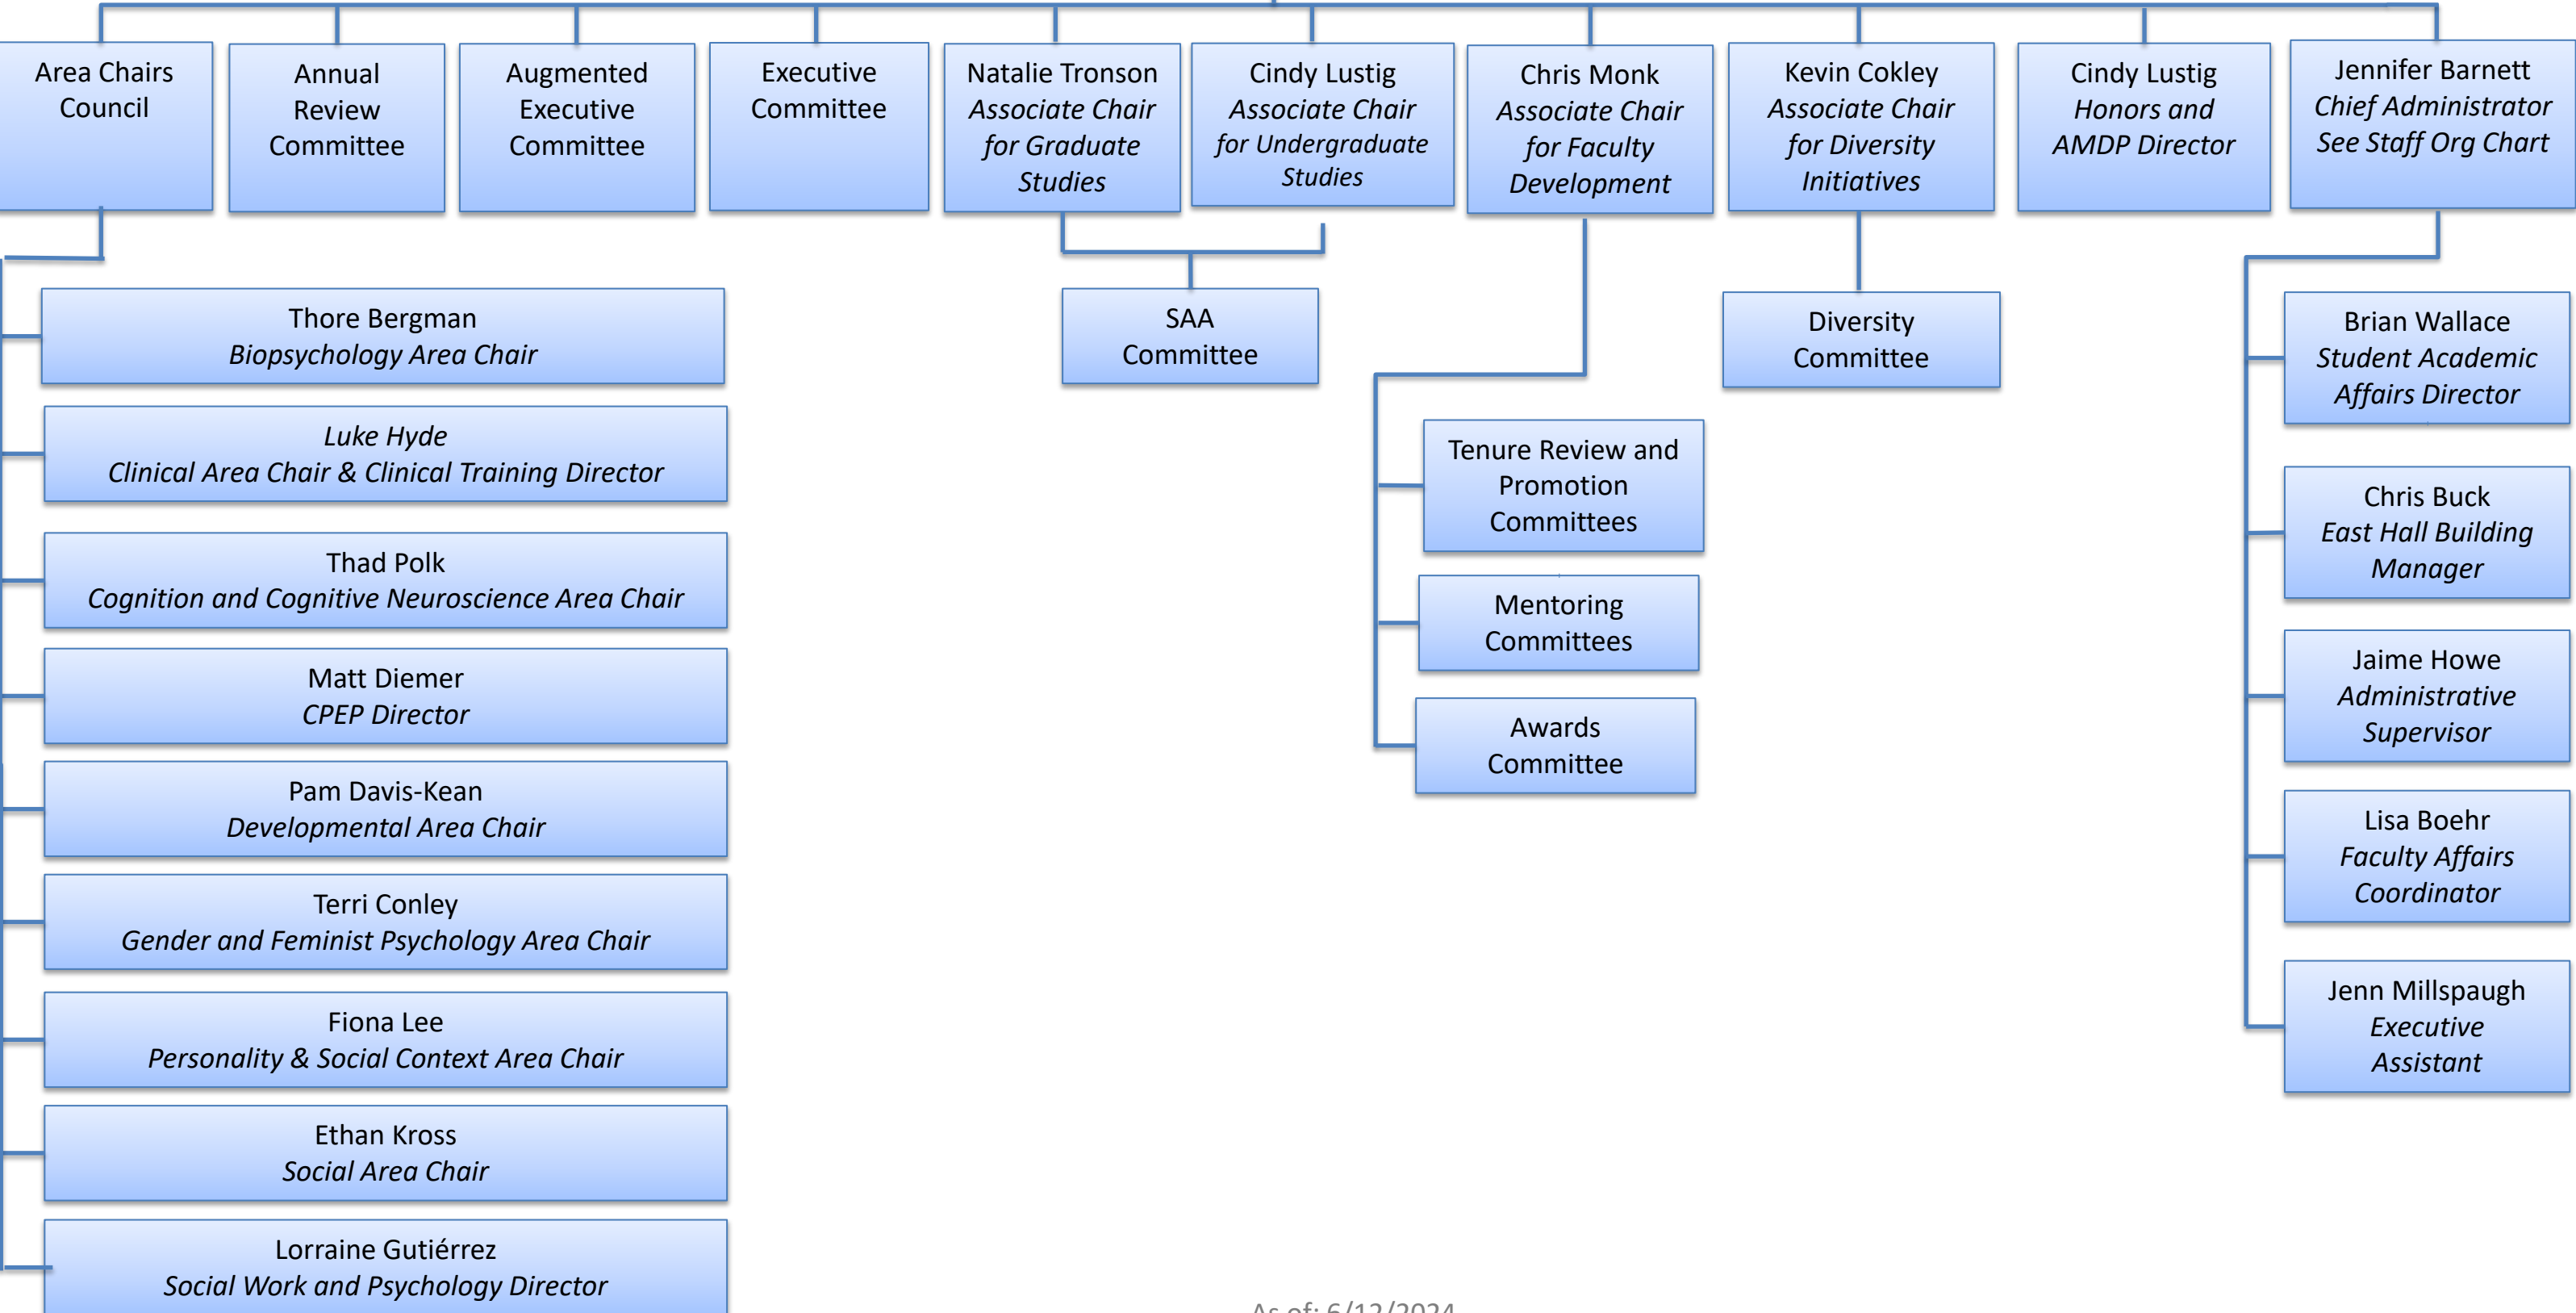 Area Chairs
Council
Annual
Review
Committee
Augmented
Executive
Committee
Executive
Committee
Natalie Tronson
Associate Chair
for Graduate
Studies
Cindy Lustig
Associate Chair
for Undergraduate
Studies
Chris Monk
Associate Chair
for Faculty
Development
Kevin Cokley
Associate Chair
for Diversity
Initiatives
Cindy Lustig
Honors and
AMDP Director
Jennifer Barnett
Chief Administrator
See Staff Org Chart
Thore Bergman
Biopsychology Area Chair
Luke Hyde
Clinical Area Chair & Clinical Training Director
Thad Polk
Cognition and Cognitive Neuroscience Area Chair
Matt Diemer
CPEP Director
Pam Davis-Kean
Developmental Area Chair
Terri Conley
Gender and Feminist Psychology Area Chair
Fiona Lee
Personality & Social Context Area Chair
Ethan Kross
Social Area Chair
Lorraine Gutiérrez
Social Work and Psychology Director
SAA
Committee
Tenure Review and
Promotion
Committees
Mentoring
Committees
Awards
Committee
Diversity
Committee
Brian Wallace
Student Academic
Affairs Director
Chris Buck
East Hall Building
Manager
Jaime Howe
Administrative
Supervisor
Lisa Boehr
Faculty Affairs
Coordinator
Jenn Millspaugh
Executive
Assistant
As of: 6/12/2024